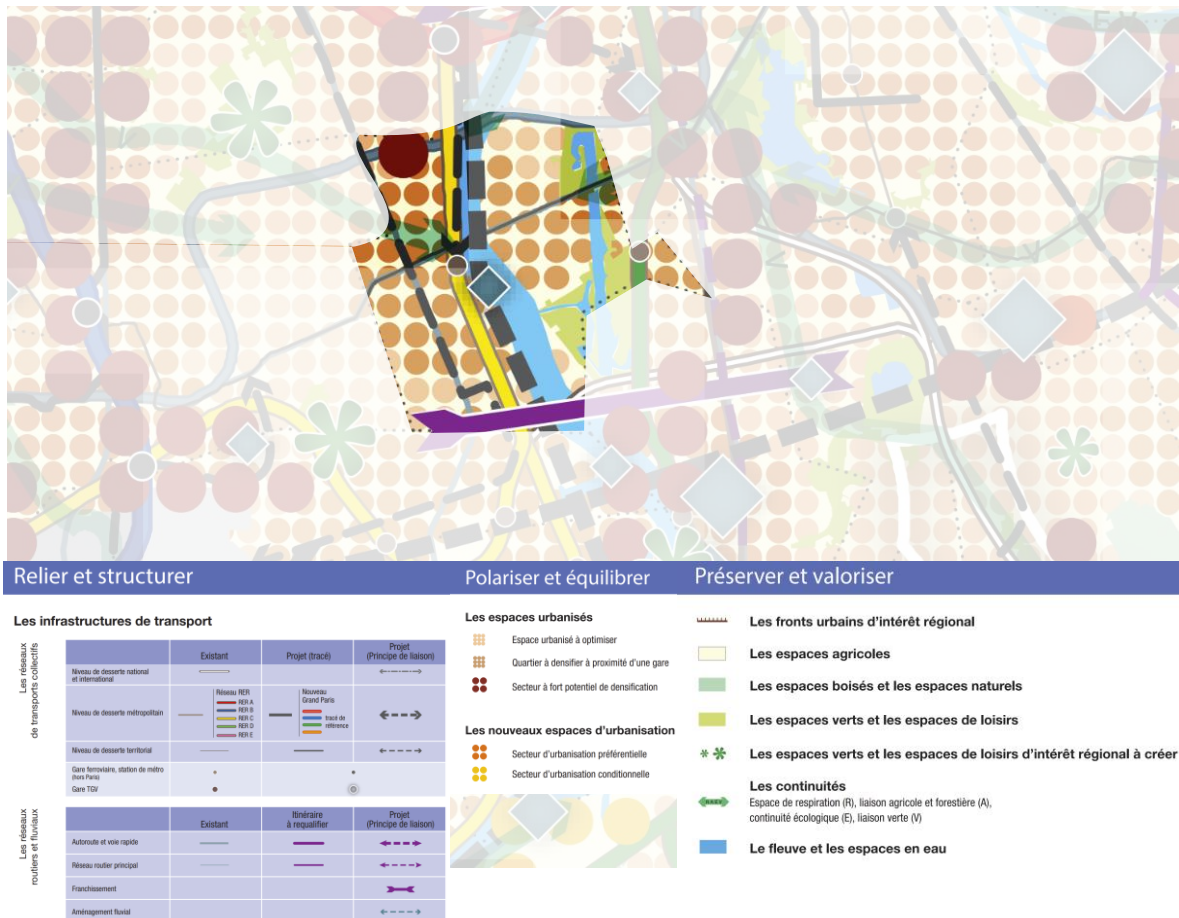 Relier et structurer
Polariser et équilibrer
Préserver et valoriser
Les infrastructures de transport
Les réseaux
de transports collectifs
Existant
Projet (tracé)
Projet
(Principe de liaison)
Niveau de desserte national
et international
Niveau de desserte métropolitain
Réseau RER
RER A
RER B
RER C
RER D
RER E
Nouveau
Grand Paris
tracé de
référence
Niveau de desserte territorial
Gare ferroviaire, station de métro
(hors Paris)
Gare TGV
Les réseaux
routiers et fluviaux
Existant
Itinéraire
à requalifier
Projet
(Principe de liaison)
Autoroute et voie rapide
Réseau routier principal
Franchissement
Aménagement fluvial
Les espaces urbanisés
Espace urbanisé à optimiser
Quartier à densifier à proximité d'une gare
Secteur à fort potentiel de densification
Les nouveaux espaces d'urbanisation
Secteur d'urbanisation préférentielle
Secteur d'urbanisation conditionnelle
Les fronts urbains d'intérêt régional
Les espaces agricoles
Les espaces boisés et les espaces naturels
Les espaces verts et les espaces de loisirs
Les espaces verts et les espaces de loisirs d'intérêt régional à créer
Les continuités
Espace de respiration (R), liaison agricole et forestière (A),
continuité écologique (E), liaison verte (V)
Le fleuve et les espaces en eau